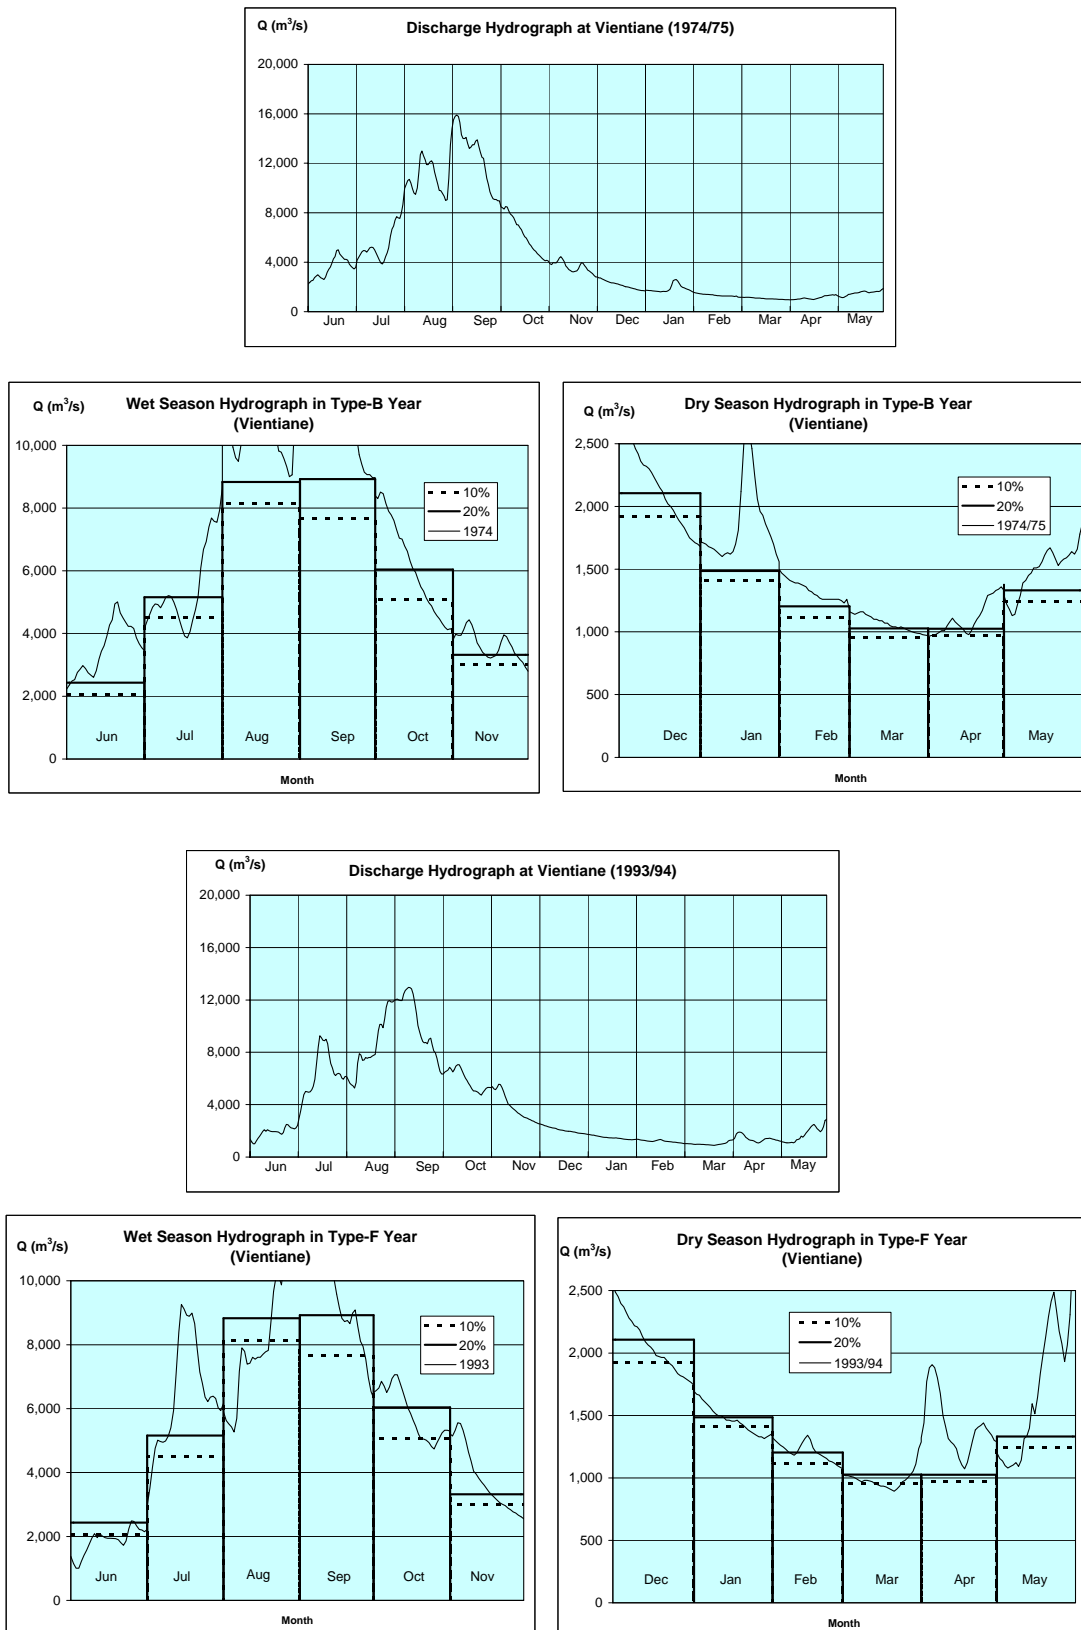 Q (m3/s)
Discharge Hydrograph at Vientiane (1974/75)
20,000
16,000
12,000
8,000
4,000
0
Jun Jul Aug Sep Oct Nov Dec Jan Feb Mar Apr May
Q (m3/s)
Wet Season Hydrograph in Type-B Year
(Vientiane)
10,000
8,000
6,000
4,000
2,000
0
10%
20%
1974
Jun Jul Aug Sep Oct Nov
Month
Q (m3/s)
Dry Season Hydrograph in Type-B Year
(Vientiane)
2,500
2,000
1,500
1,000
500
0
10%
20%
1974/75
Dec Jan Feb Mar Apr May
Month
Q (m3/s)
Discharge Hydrograph at Vientiane (1993/94)
20,000
16,000
12,000
8,000
4,000
0
Jun Jul Aug Sep Oct Nov Dec Jan Feb Mar Apr May
Q (m3/s)
Wet Season Hydrograph in Type-F Year
(Vientiane)
10,000
8,000
6,000
4,000
2,000
0
10%
20%
1993
Jun Jul Aug Sep Oct Nov
Month
Q (m3/s)
Dry Season Hydrograph in Type-F Year
(Vientiane)
2,500
2,000
1,500
1,000
500
0
10%
20%
1993/94
Dec Jan Feb Mar Apr May
Month